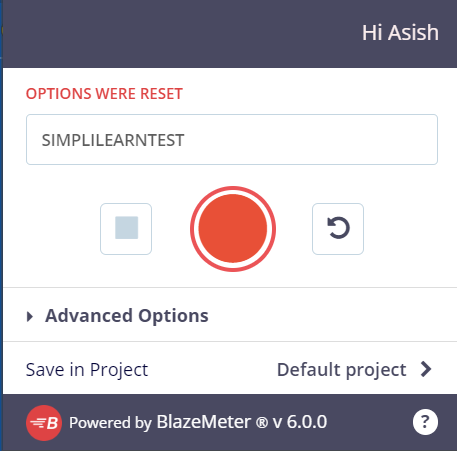 Hi Asish
OPTIONS WERE RESET
SIMPLILEARNTEST
Advanced Options
Save in Project Default project
B Powered by BlazeMeter ® v 6.0.0 ?